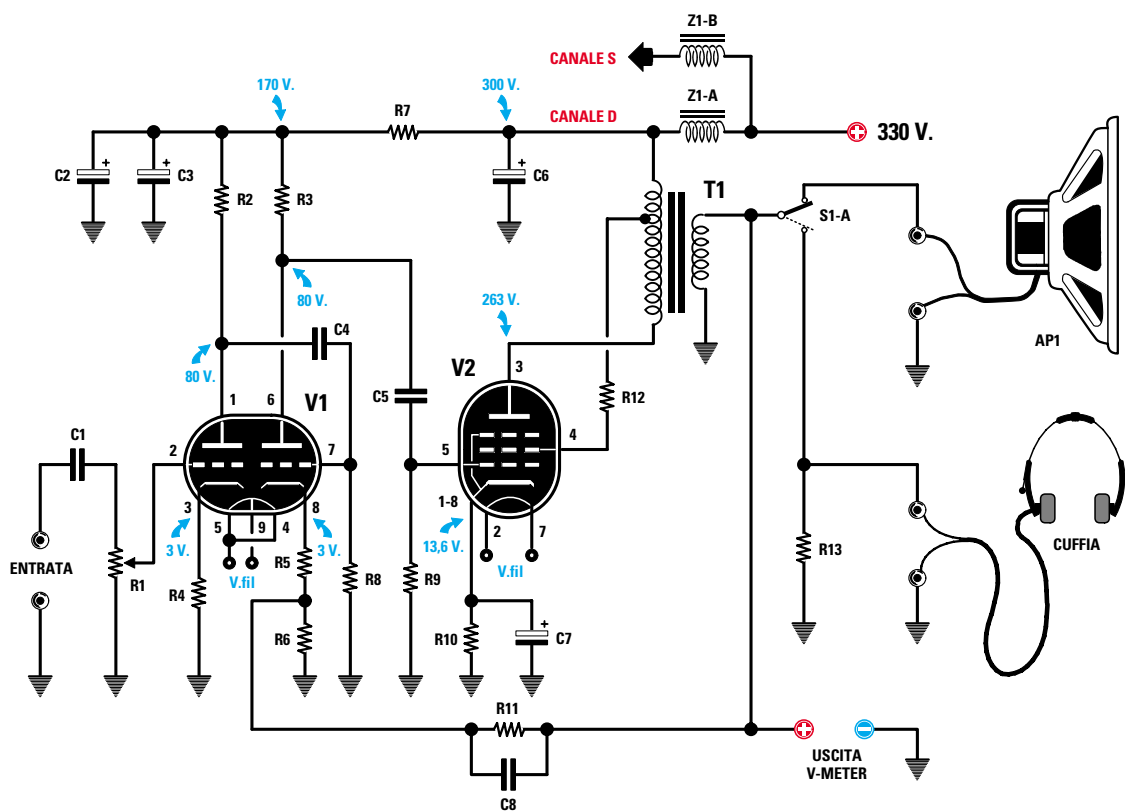 Z1-B
CANALE S
170 V.
300 V.
Z1-A
R7
CANALE D
330 V.
C2
C3
R2
R3
C6
T1
S1-A
80 V.
263 V.
C4
80 V.
AP1
V2
3
1
6
V1
C5
R12
C1
2
7
5
4
3
8
1-8
5
9
4
2
7
3 V.
3 V.
13,6 V.
CUFFIA
ENTRATA
R1
V.fil
R5
V.fil
R13
R4
R8
R9
R6
R10
C7
R11
USCITA
V-METER
C8